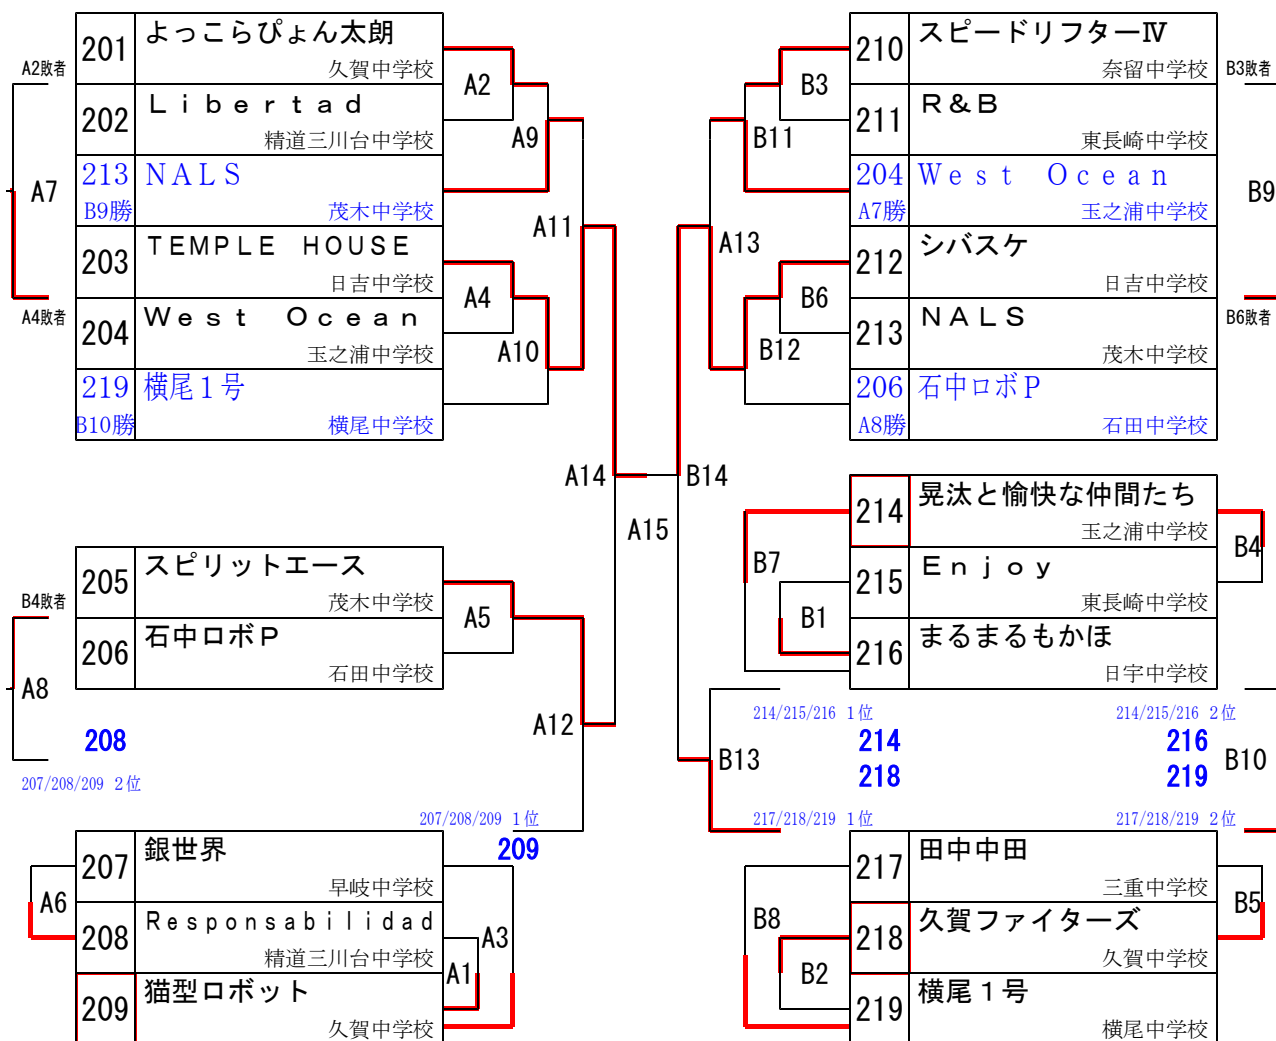 A2敗者
201 よっこらぴょん太朗
久賀中学校
202 Ｌｉｂｅｒｔａｄ
精道三川台中学校
213 ＮＡＬＳ
B9勝 茂木中学校
203 ＴＥＭＰＬＥ　ＨＯＵＳＥ
日吉中学校
204 Ｗｅｓｔ　Ｏｃｅａｎ
玉之浦中学校
219 横尾１号
B10勝 横尾中学校
A4敗者
A7
A2
A9
A4
A10
A11
210 スピードリフターⅣ
奈留中学校
211 Ｒ＆Ｂ
東長崎中学校
204 Ｗｅｓｔ　Ｏｃｅａｎ
A7勝 玉之浦中学校
212 シバスケ
日吉中学校
213 ＮＡＬＳ
茂木中学校
206 石中ロボＰ
A8勝 石田中学校
B3
B11
A13
B6
B12
B3敗者
B9
B6敗者
A14
B14
A15
B4敗者
205 スピリットエース
茂木中学校
206 石中ロボＰ
石田中学校
A5
A8
A12
208
207/208/209 ２位
207/208/209 １位
209
207 銀世界
早岐中学校
208 Ｒｅｓｐｏｎｓａｂｉｌｉｄａｄ
精道三川台中学校
209 猫型ロボット
久賀中学校
A6
A3
A1
214 晃汰と愉快な仲間たち
玉之浦中学校
215 Ｅｎｊｏｙ
東長崎中学校
216 まるまるもかほ
日宇中学校
B7
B1
B4
214/215/216 １位
214/215/216 ２位
214
216
218
219
B13
B10
217/218/219 １位
217/218/219 ２位
217 田中中田
三重中学校
218 久賀ファイターズ
久賀中学校
219 横尾１号
横尾中学校
B8
B2
B5